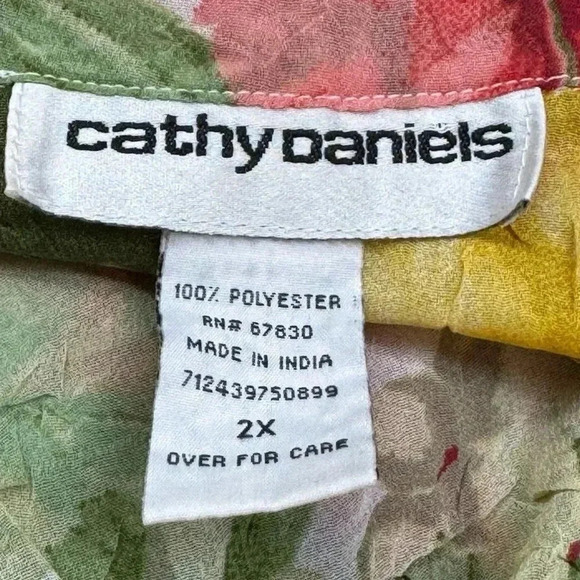 cathy daniels
100% POLYESTER
RN# 67830
MADE IN INDIA
712439750899
2X
OVER FOR CARE